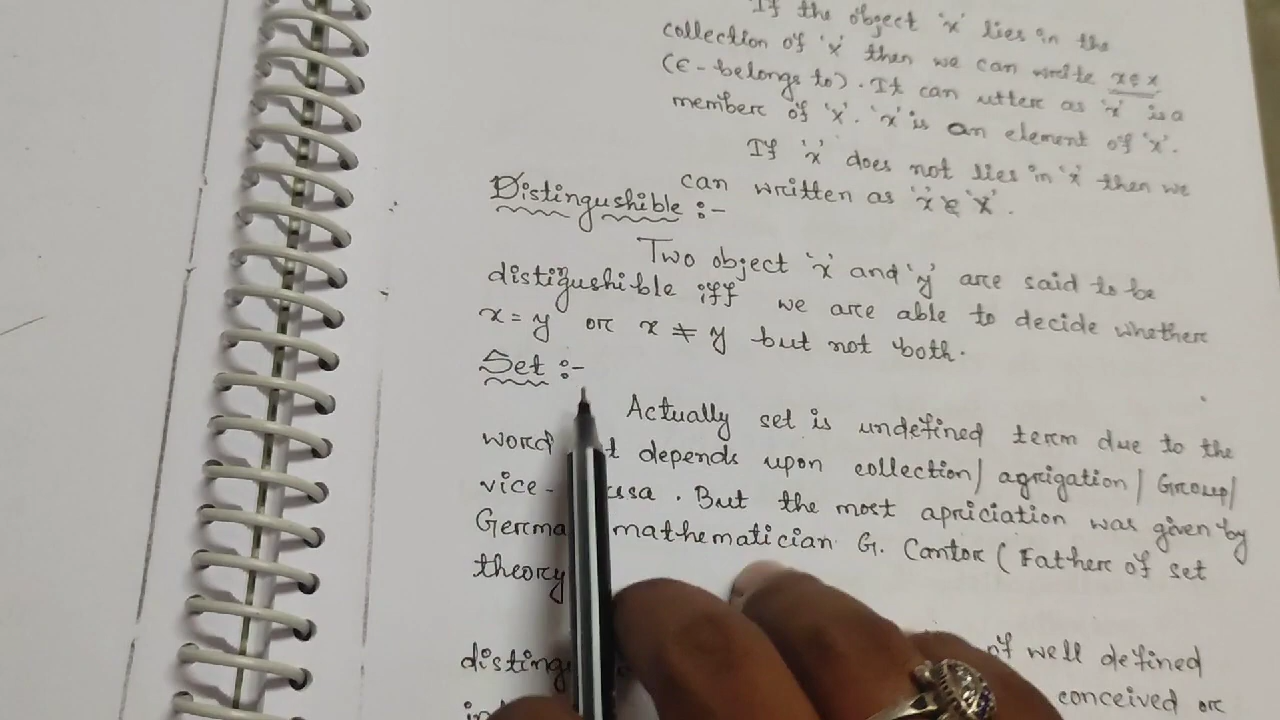 If the object 'x' lies in the
collection of 'x' then we can write x∈x
(∈-belongs to). It can utter as 'x' is a
member of 'x'. 'x' is an element of 'x'.
If 'x' does not lies in 'x' then we
can written as 'x' ∉ 'x'.
Distingushible :-
Two object 'x' and 'y' are said to be
distigushible iff we are able to decide whether
x = y or x ≠ y but not both.
Set :-
Actually set is undefined term due to the
word depends upon collection/ agrigation/ Group/
vice- . But the most apriciation was given by
mathematician G. Cantor (Father of set
theory
of well defined
conceived or